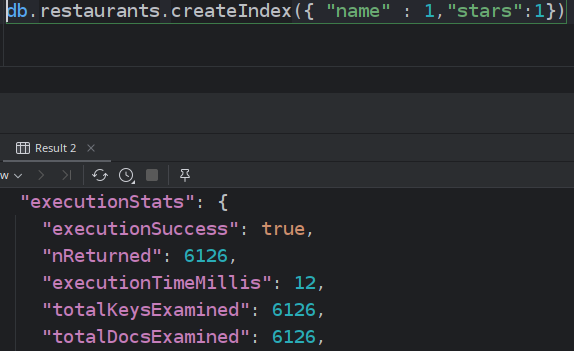 db.restaurants.createIndex({ "name" : 1,"stars":1})
Result 2
w
"executionStats": {
"executionSuccess": true,
"nReturned": 6126,
"executionTimeMillis": 12,
"totalKeysExamined": 6126,
"totalDocsExamined": 6126,